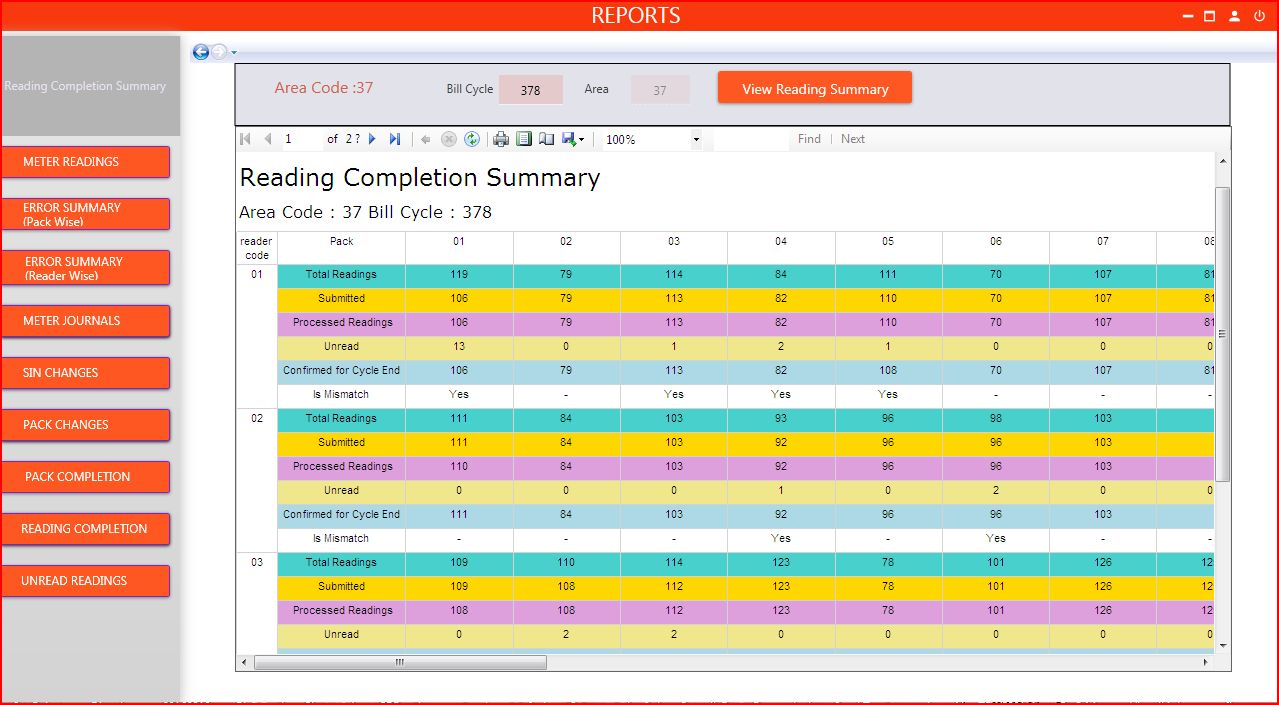 REPORTS
Reading Completion Summary
METER READINGS
ERROR SUMMARY
(Pack Wise)
ERROR SUMMARY
(Reader Wise)
METER JOURNALS
SIN CHANGES
PACK CHANGES
PACK COMPLETION
READING COMPLETION
UNREAD READINGS
Area Code :37 Bill Cycle 378 Area 37 View Reading Summary
1 of 2 ? 100% Find | Next
Reading Completion Summary
Area Code : 37 Bill Cycle : 378
reader code Pack 01 02 03 04 05 06 07 08
01 Total Readings 119 79 114 84 111 70 107 81
Submitted 106 79 113 82 110 70 107 81
Processed Readings 106 79 113 82 110 70 107 81
Unread 13 0 1 2 1 0 0 0
Confirmed for Cycle End 106 79 113 82 108 70 107 81
Is Mismatch Yes - Yes Yes Yes - - -
02 Total Readings 111 84 103 93 96 98 103
Submitted 111 84 103 92 96 96 103
Processed Readings 110 84 103 92 96 96 103
Unread 0 0 0 1 0 2 0 0
Confirmed for Cycle End 111 84 103 92 96 96 103
Is Mismatch - - - Yes - Yes - -
03 Total Readings 109 110 114 123 78 101 126 12
Submitted 109 108 112 123 78 101 126 12
Processed Readings 108 108 112 123 78 101 126 12
Unread 0 2 2 0 0 0 0 0